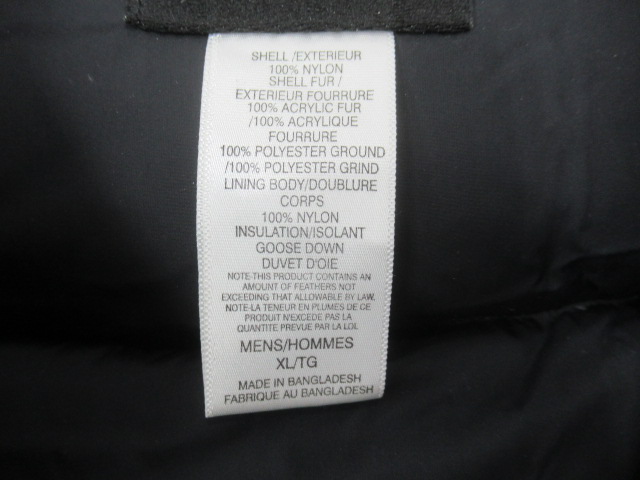 SHELL /EXTERIEUR
100% NYLON
SHELL FUR /
EXTERIEUR FOURRURE
100% ACRYLIC FUR
/100% ACRYLIQUE
FOURRURE
100% POLYESTER GROUND
/100% POLYESTER GRIND
LINING BODY/DOUBLURE
CORPS
100% NYLON
INSULATION/ISOLANT
GOOSE DOWN
DUVET D'OIE
NOTE-THIS PRODUCT CONTAINS AN
AMOUNT OF FEATHERS NOT
EXCEEDING THAT ALLOWABLE BY LAW.
NOTE-LA TENEUR EN PLUMES DE CE
PRODUIT N'EXCEDE PAS LA
QUANTITE PREVUE PAR LA LOI.
MENS/HOMMES
XL/TG
MADE IN BANGLADESH
FABRIQUE AU BANGLADESH